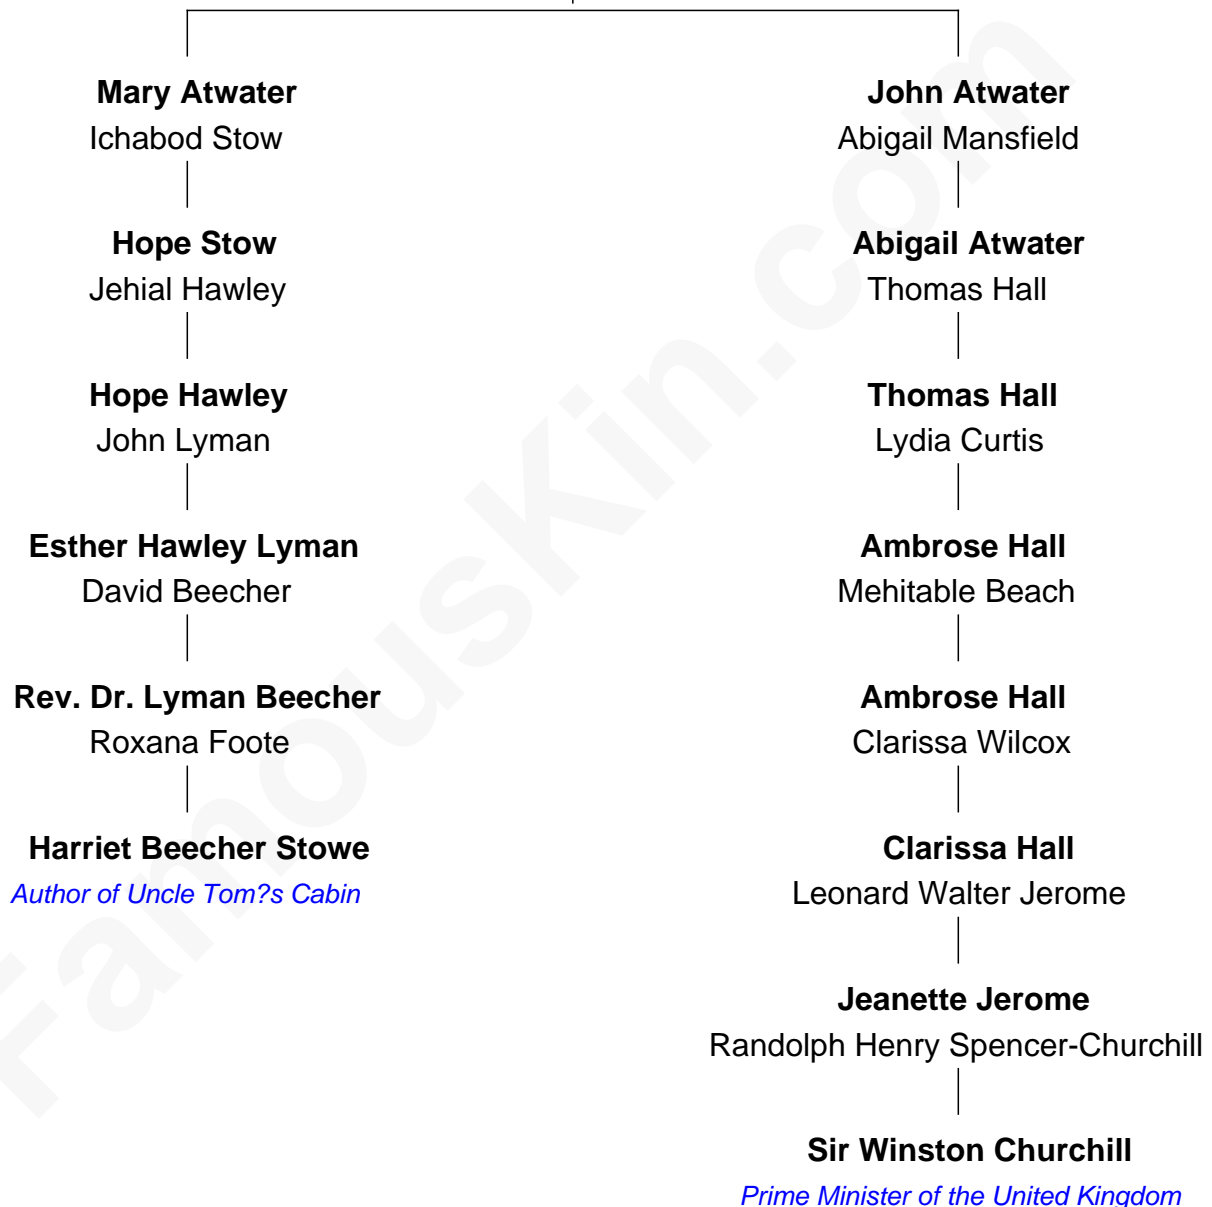 Mary Atwater
Ichabod Stow
Hope Stow
Jehial Hawley
Hope Hawley
John Lyman
Esther Hawley Lyman
David Beecher
Rev. Dr. Lyman Beecher
Roxana Foote
Harriet Beecher Stowe
Author of Uncle Tom?s Cabin
John Atwater
Abigail Mansfield
Abigail Atwater
Thomas Hall
Thomas Hall
Lydia Curtis
Ambrose Hall
Mehitable Beach
Ambrose Hall
Clarissa Wilcox
Clarissa Hall
Leonard Walter Jerome
Jeanette Jerome
Randolph Henry Spencer-Churchill
Sir Winston Churchill
Prime Minister of the United Kingdom
FamousKin.com